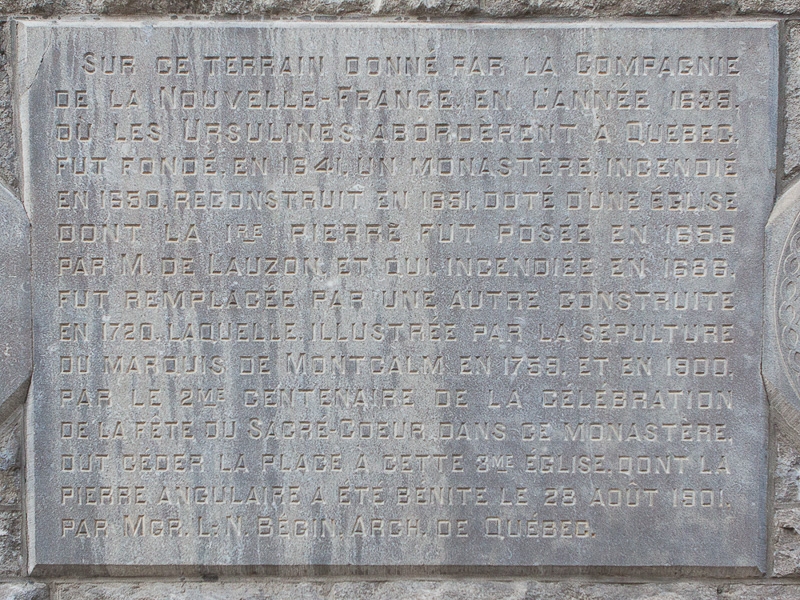 SUR CE TERRAIN DONNÉ PAR LA COMPAGNIE
DE LA NOUVELLE-FRANCE, EN L'ANNÉE 1639,
OÙ LES URSULINES ABORDÈRENT À QUÉBEC,
FUT FONDÉ, EN 1641, UN MONASTÈRE, INCENDIÉ
EN 1650, RECONSTRUIT EN 1651, DOTÉ D'UNE ÉGLISE
DONT LA 1RE PIERRE FUT POSÉE EN 1656
PAR M. DE LAUZON, ET QUI, INCENDIÉE EN 1686,
FUT REMPLACÉE PAR UNE AUTRE CONSTRUITE
EN 1720, LAQUELLE, ILLUSTRÉE PAR LA SÉPULTURE
DU MARQUIS DE MONTCALM EN 1759, ET EN 1900,
PAR LE 2ME CENTENAIRE DE LA CÉLÉBRATION
DE LA FÊTE DU SACRÉ-COEUR, DANS CE MONASTÈRE,
DUT CÉDER LA PLACE À CETTE 3ME ÉGLISE, DONT LA
PIERRE ANGULAIRE A ÉTÉ BÉNITE LE 28 AOÛT 1901,
PAR MGR. L: N. BÉGIN, ARCH. DE QUÉBEC.